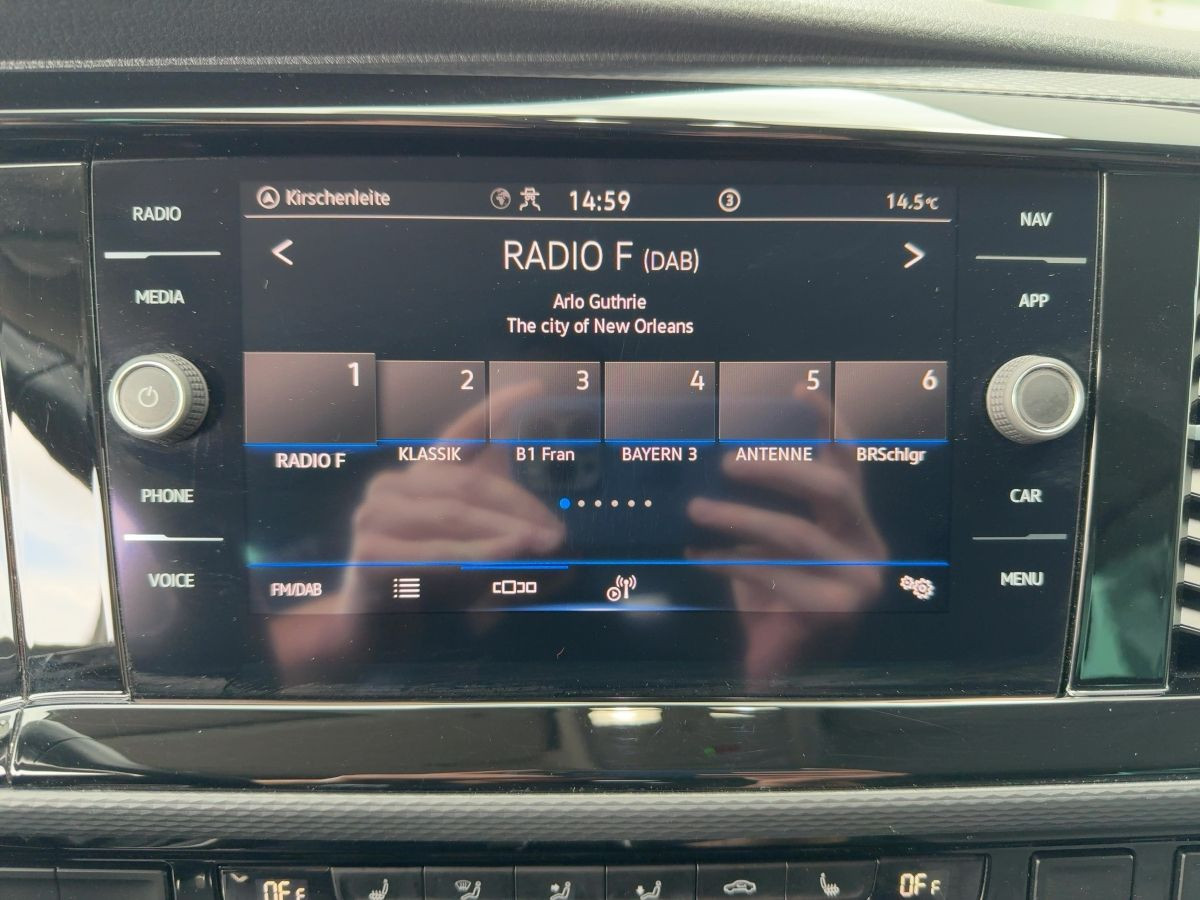 RADIO
MEDIA
PHONE
VOICE
Kirschenleite 14:59 3 14.5°C
< RADIO F (DAB) >
Arlo Guthrie
The city of New Orleans
1 2 3 4 5 6
RADIO F KLASSIK B1 Fran BAYERN 3 ANTENNE BRSchlgr
FM/DAB
NAV
APP
CAR
MENU
OFF OFF